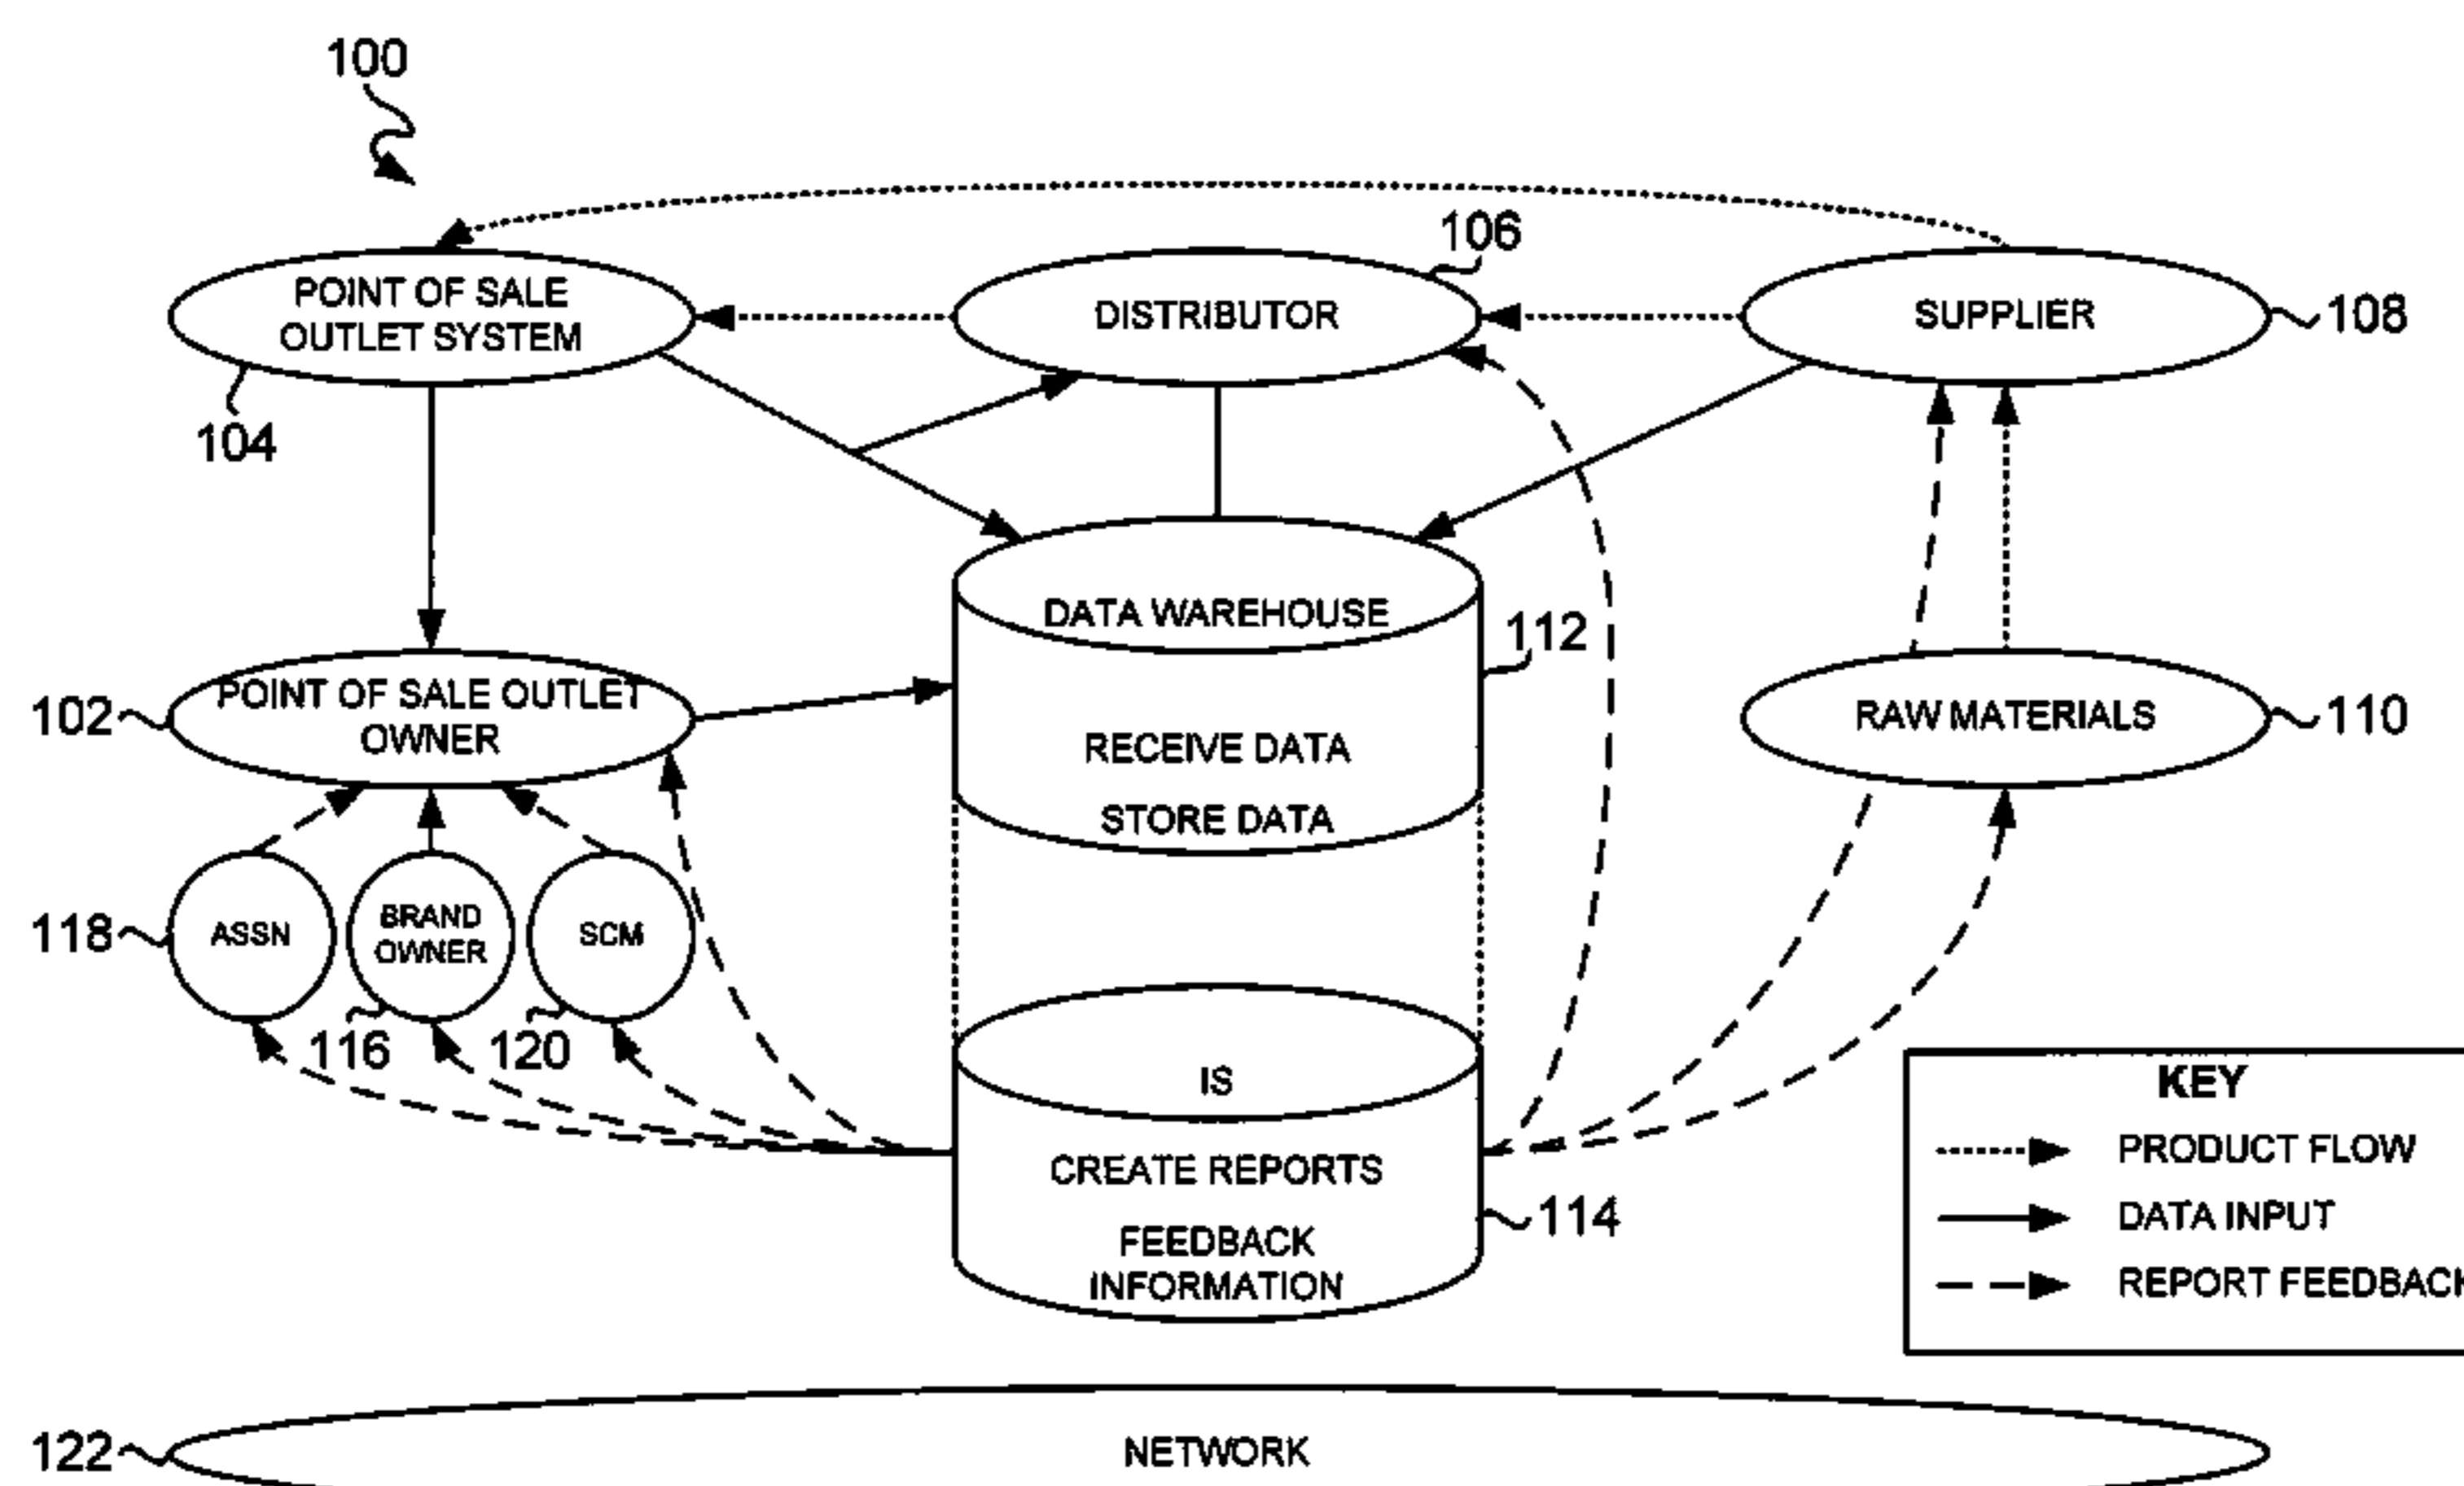 100
106
POINT OF SALE
OUTLET SYSTEM
DISTRIBUTOR
SUPPLIER
108
104
DATA WAREHOUSE
112
102
POINT OF SALE OUTLET
OWNER
RECEIVE DATA
STORE DATA
RAW MATERIALS
110
118
ASSN
BRAND
OWNER
SCM
116
120
IS
CREATE REPORTS
FEEDBACK
INFORMATION
114
KEY
PRODUCT FLOW
DATA INPUT
REPORT FEEDBACK
122
NETWORK